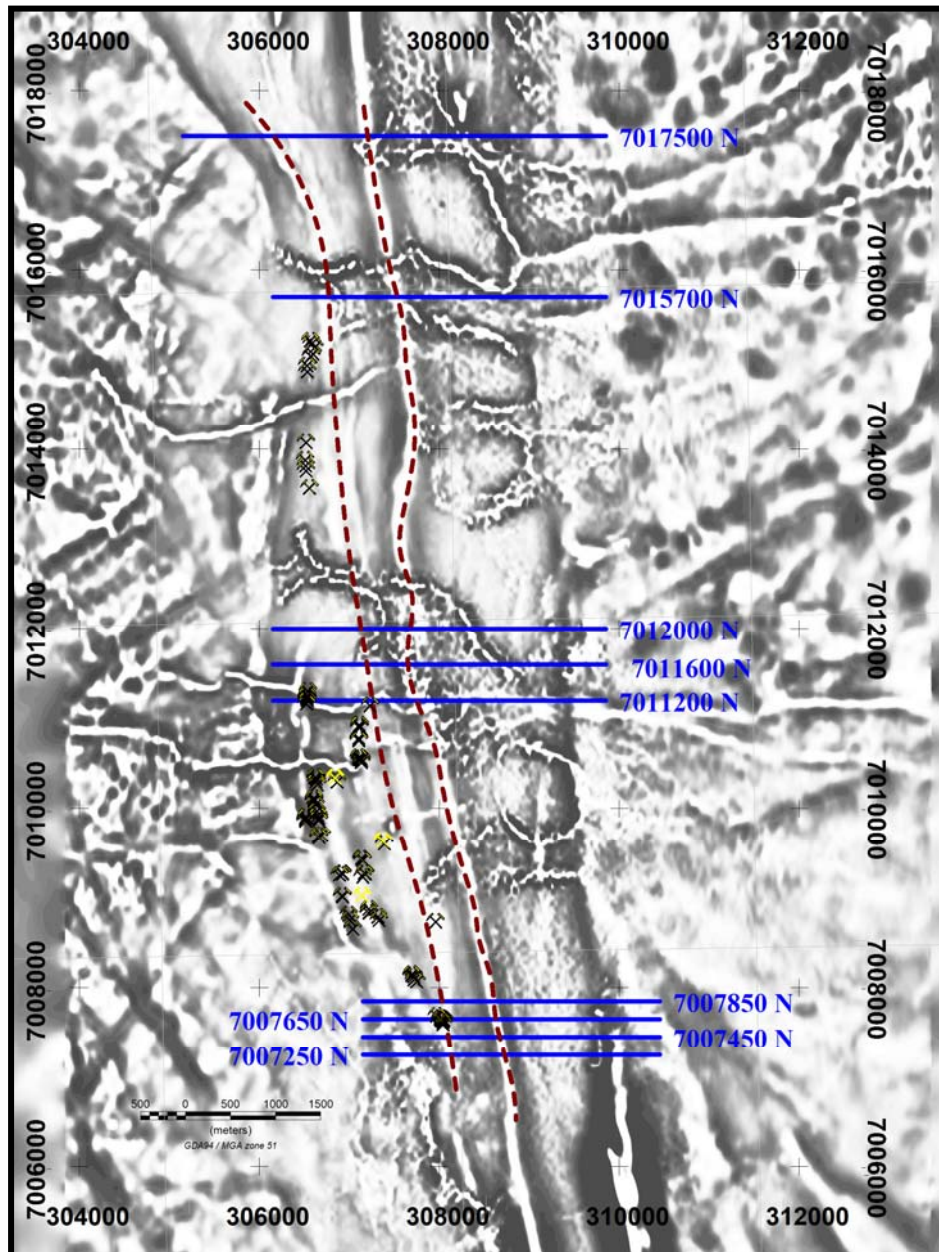 304000 306000 308000 310000 312000
7018000 7018000
7017500 N
7016000 7016000
7015700 N
7014000 7014000
7012000 7012000
7012000 N
7011600 N
7011200 N
7010000 7010000
7008000 7008000
7007850 N
7007650 N
7007450 N
7007250 N
500 0 500 1000 1500
(meters)
GDA94 / MGA zone 51
7006000 7006000
304000 306000 308000 310000 312000